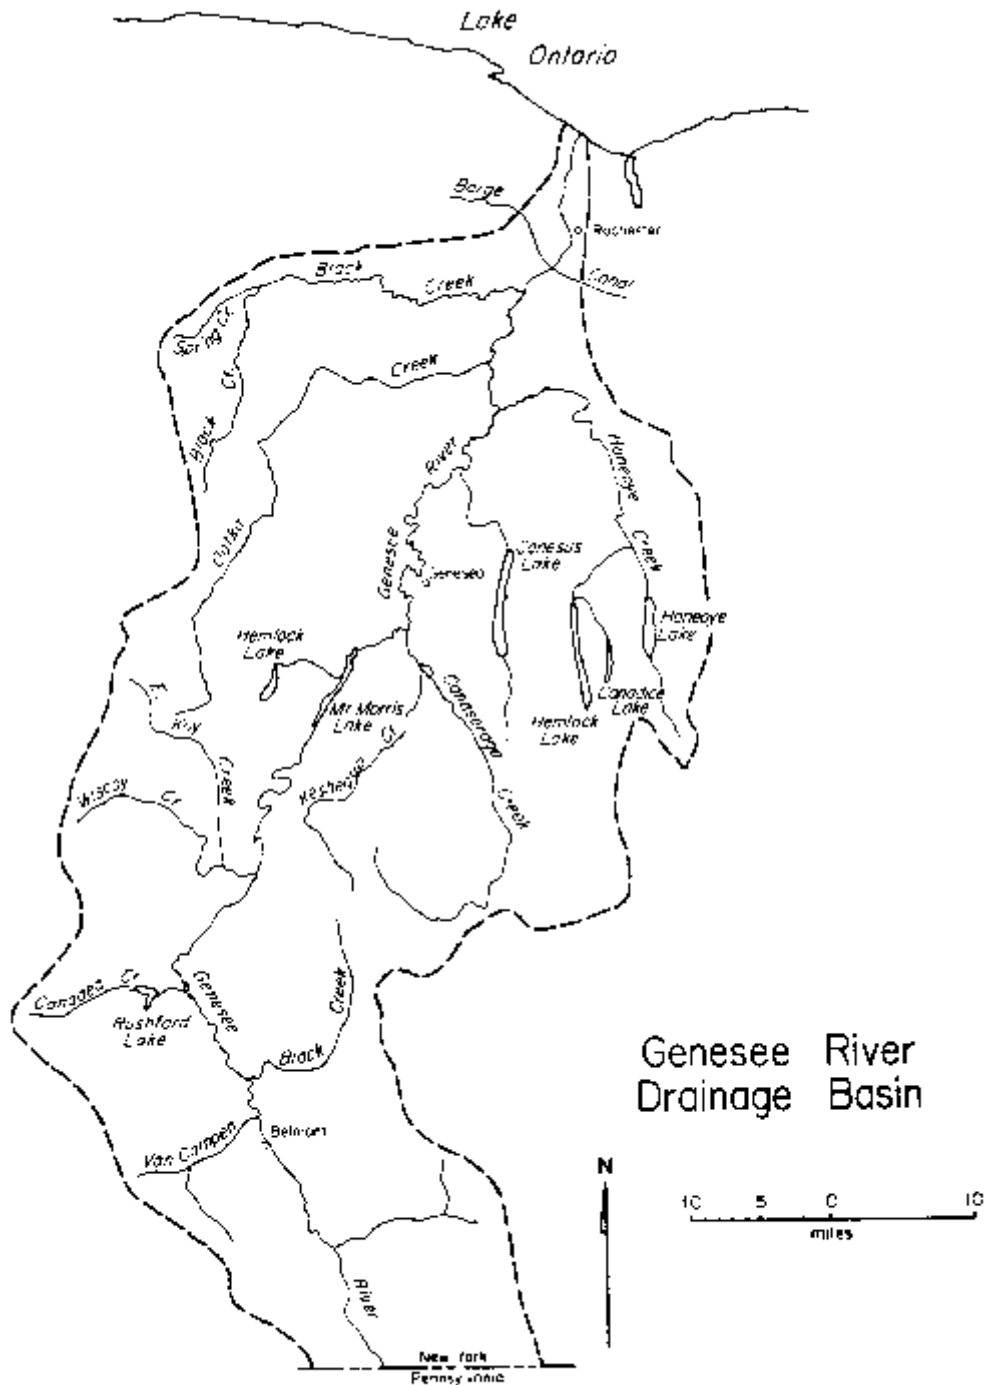 Lake
Ontario
Barge
Canal
Rochester
Black
Creek
Spring Cr.
Black
Cr.
Creek
Oatka
River
Genesee
Geneseo
Honeoye
Creek
Conesus
Lake
Honeoye
Lake
Canadice
Lake
Hemlock
Lake
Hemlock
Lake
Mt Morris
Lake
Canaseraga
Creek
Keshequa
Cr
E.
Koy
Creek
Wiscoy
Cr
Caneadea
Cr
Rushford
Lake
Genesee
Creek
Black
Van Campen
Belmont
River
Genesee River
Drainage Basin
N
10 5 0 10
miles
New York
Pennsylvania